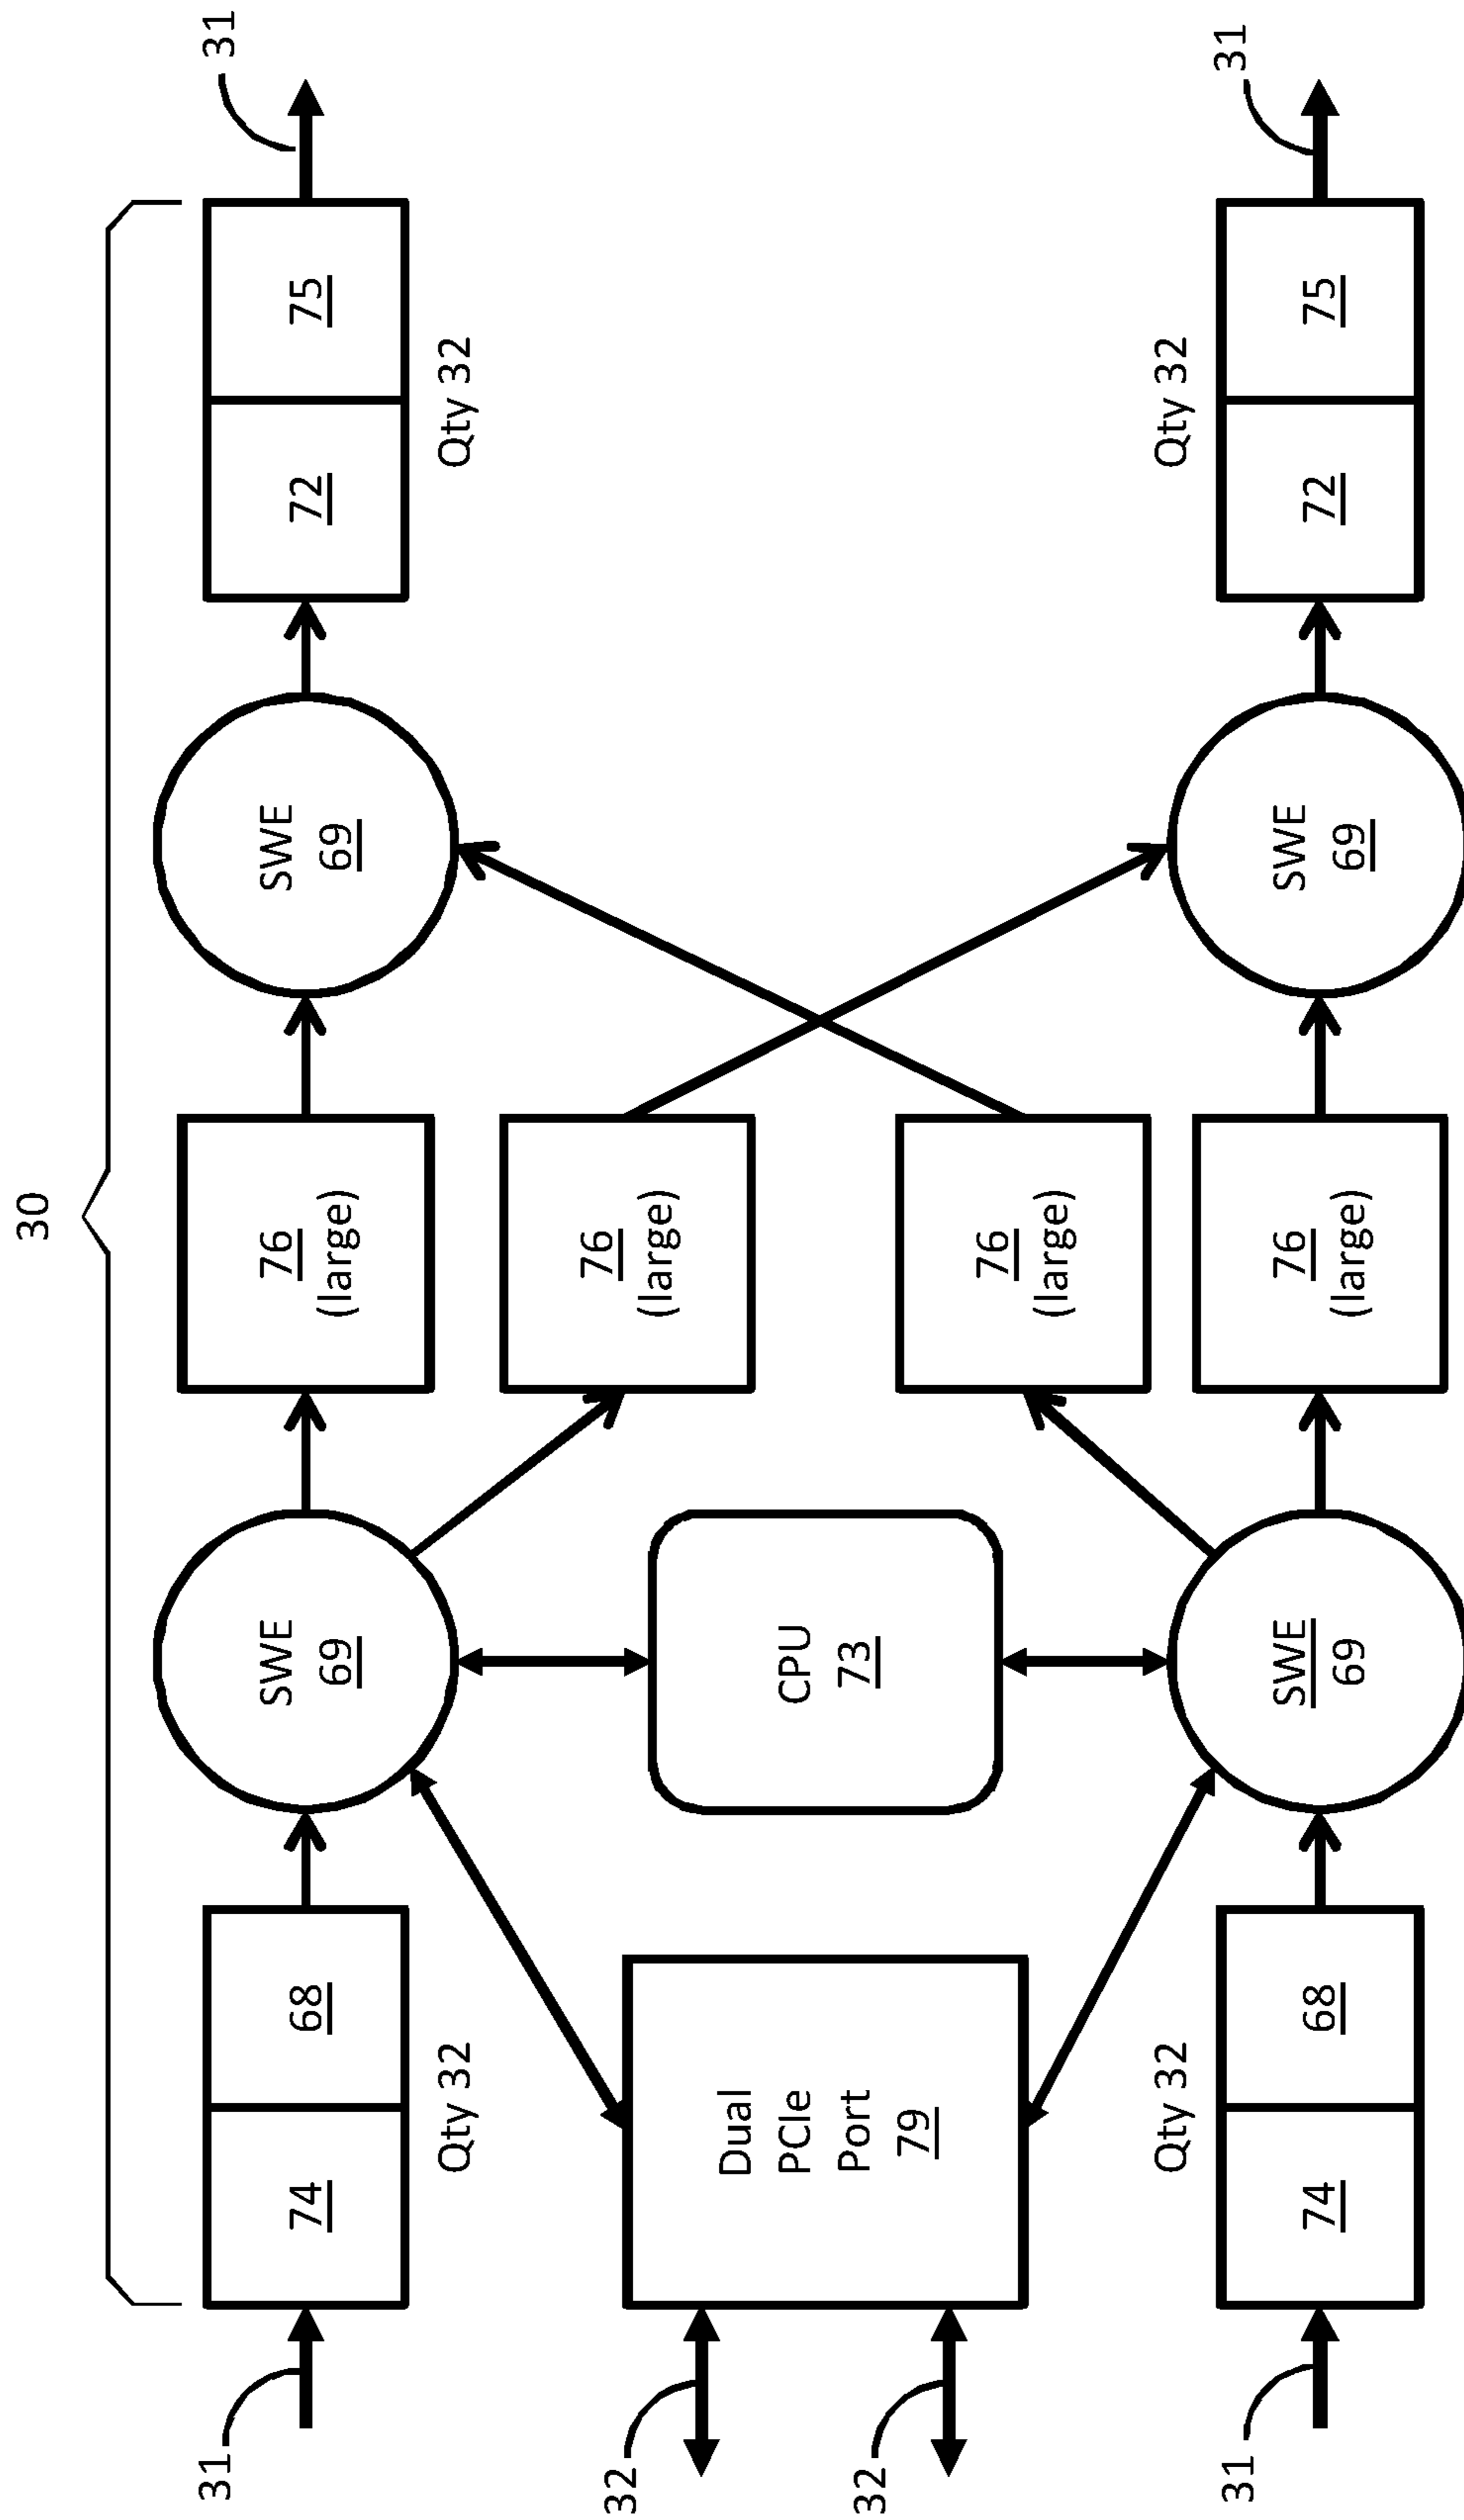 30
31
74
68
Qty 32
SWE
69
76
(large)
SWE
69
72
75
Qty 32
31
76
(large)
32
32
Dual
PCIe
Port
79
CPU
73
76
(large)
31
74
68
Qty 32
SWE
69
76
(large)
SWE
69
72
75
Qty 32
31